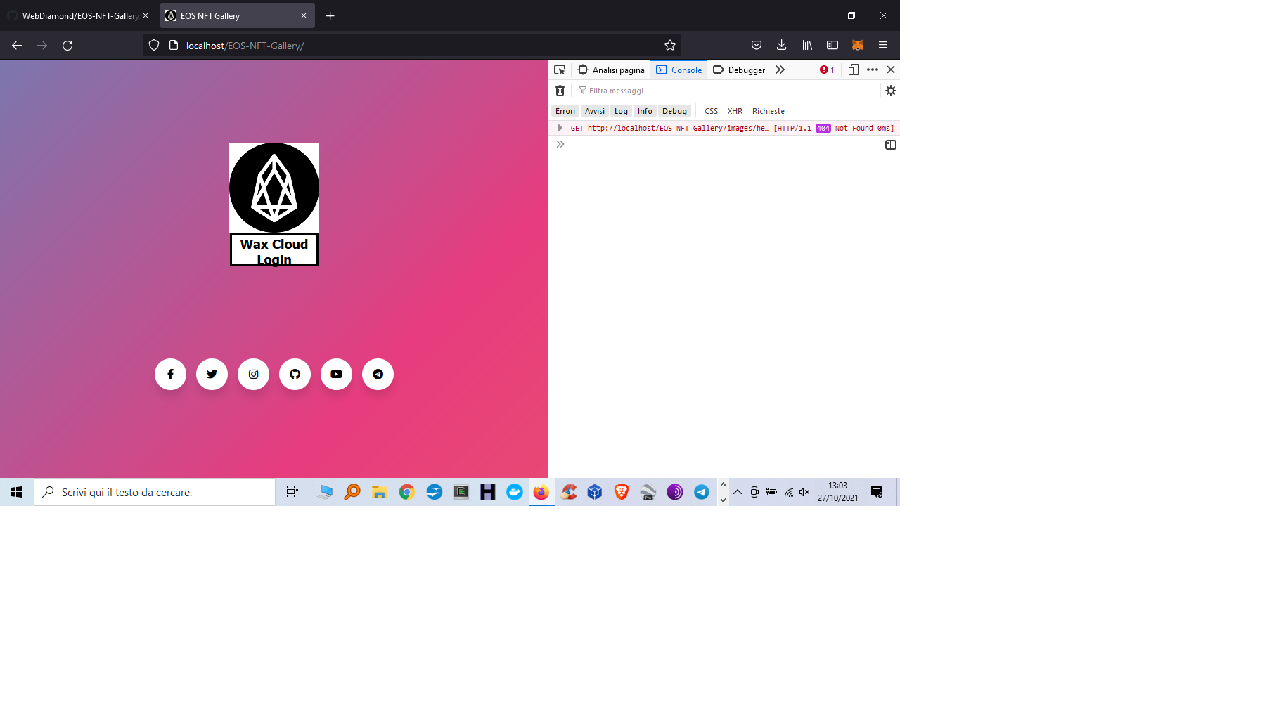 WebDiamond/EOS-NFT-Gallery
EOS NFT Gallery
localhost/EOS-NFT-Gallery/
Analisi pagina
Console
Debugger
1
Filtra messaggi
Errori
Avvisi
Log
Info
Debug
CSS
XHR
Richieste
GET http://localhost/EOS-NFT-Gallery/images/he… [HTTP/1.1 404 Not Found 0ms]
Wax Cloud
Login
Scrivi qui il testo da cercare.
13:03
27/10/2021